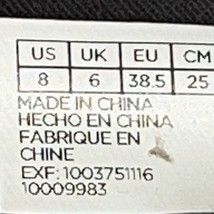 US UK EU CM
8 6 38.5 25
MADE IN CHINA
HECHO EN CHINA
FABRIQUE EN
CHINE
EXF: 1003751116
10009983